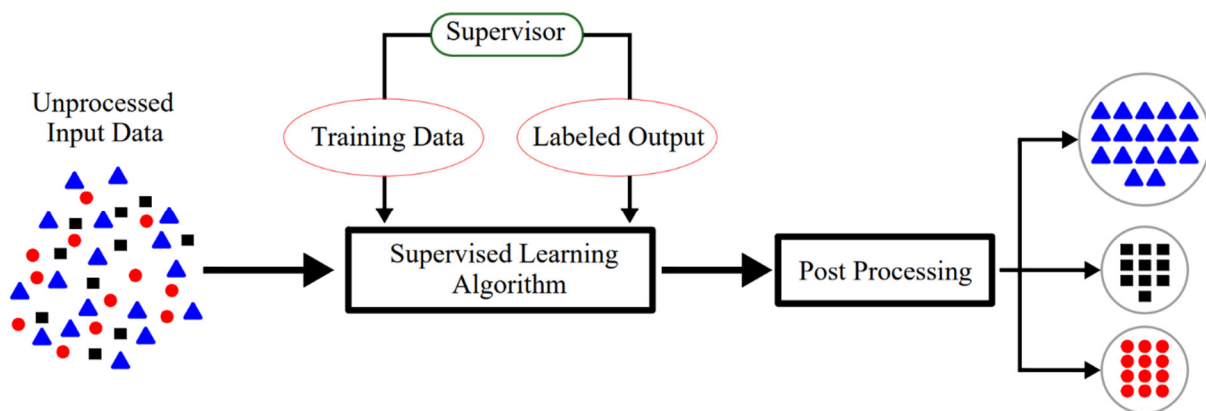 Supervisor
Unprocessed
Input Data
Training Data
Labeled Output
Supervised Learning
Algorithm
Post Processing